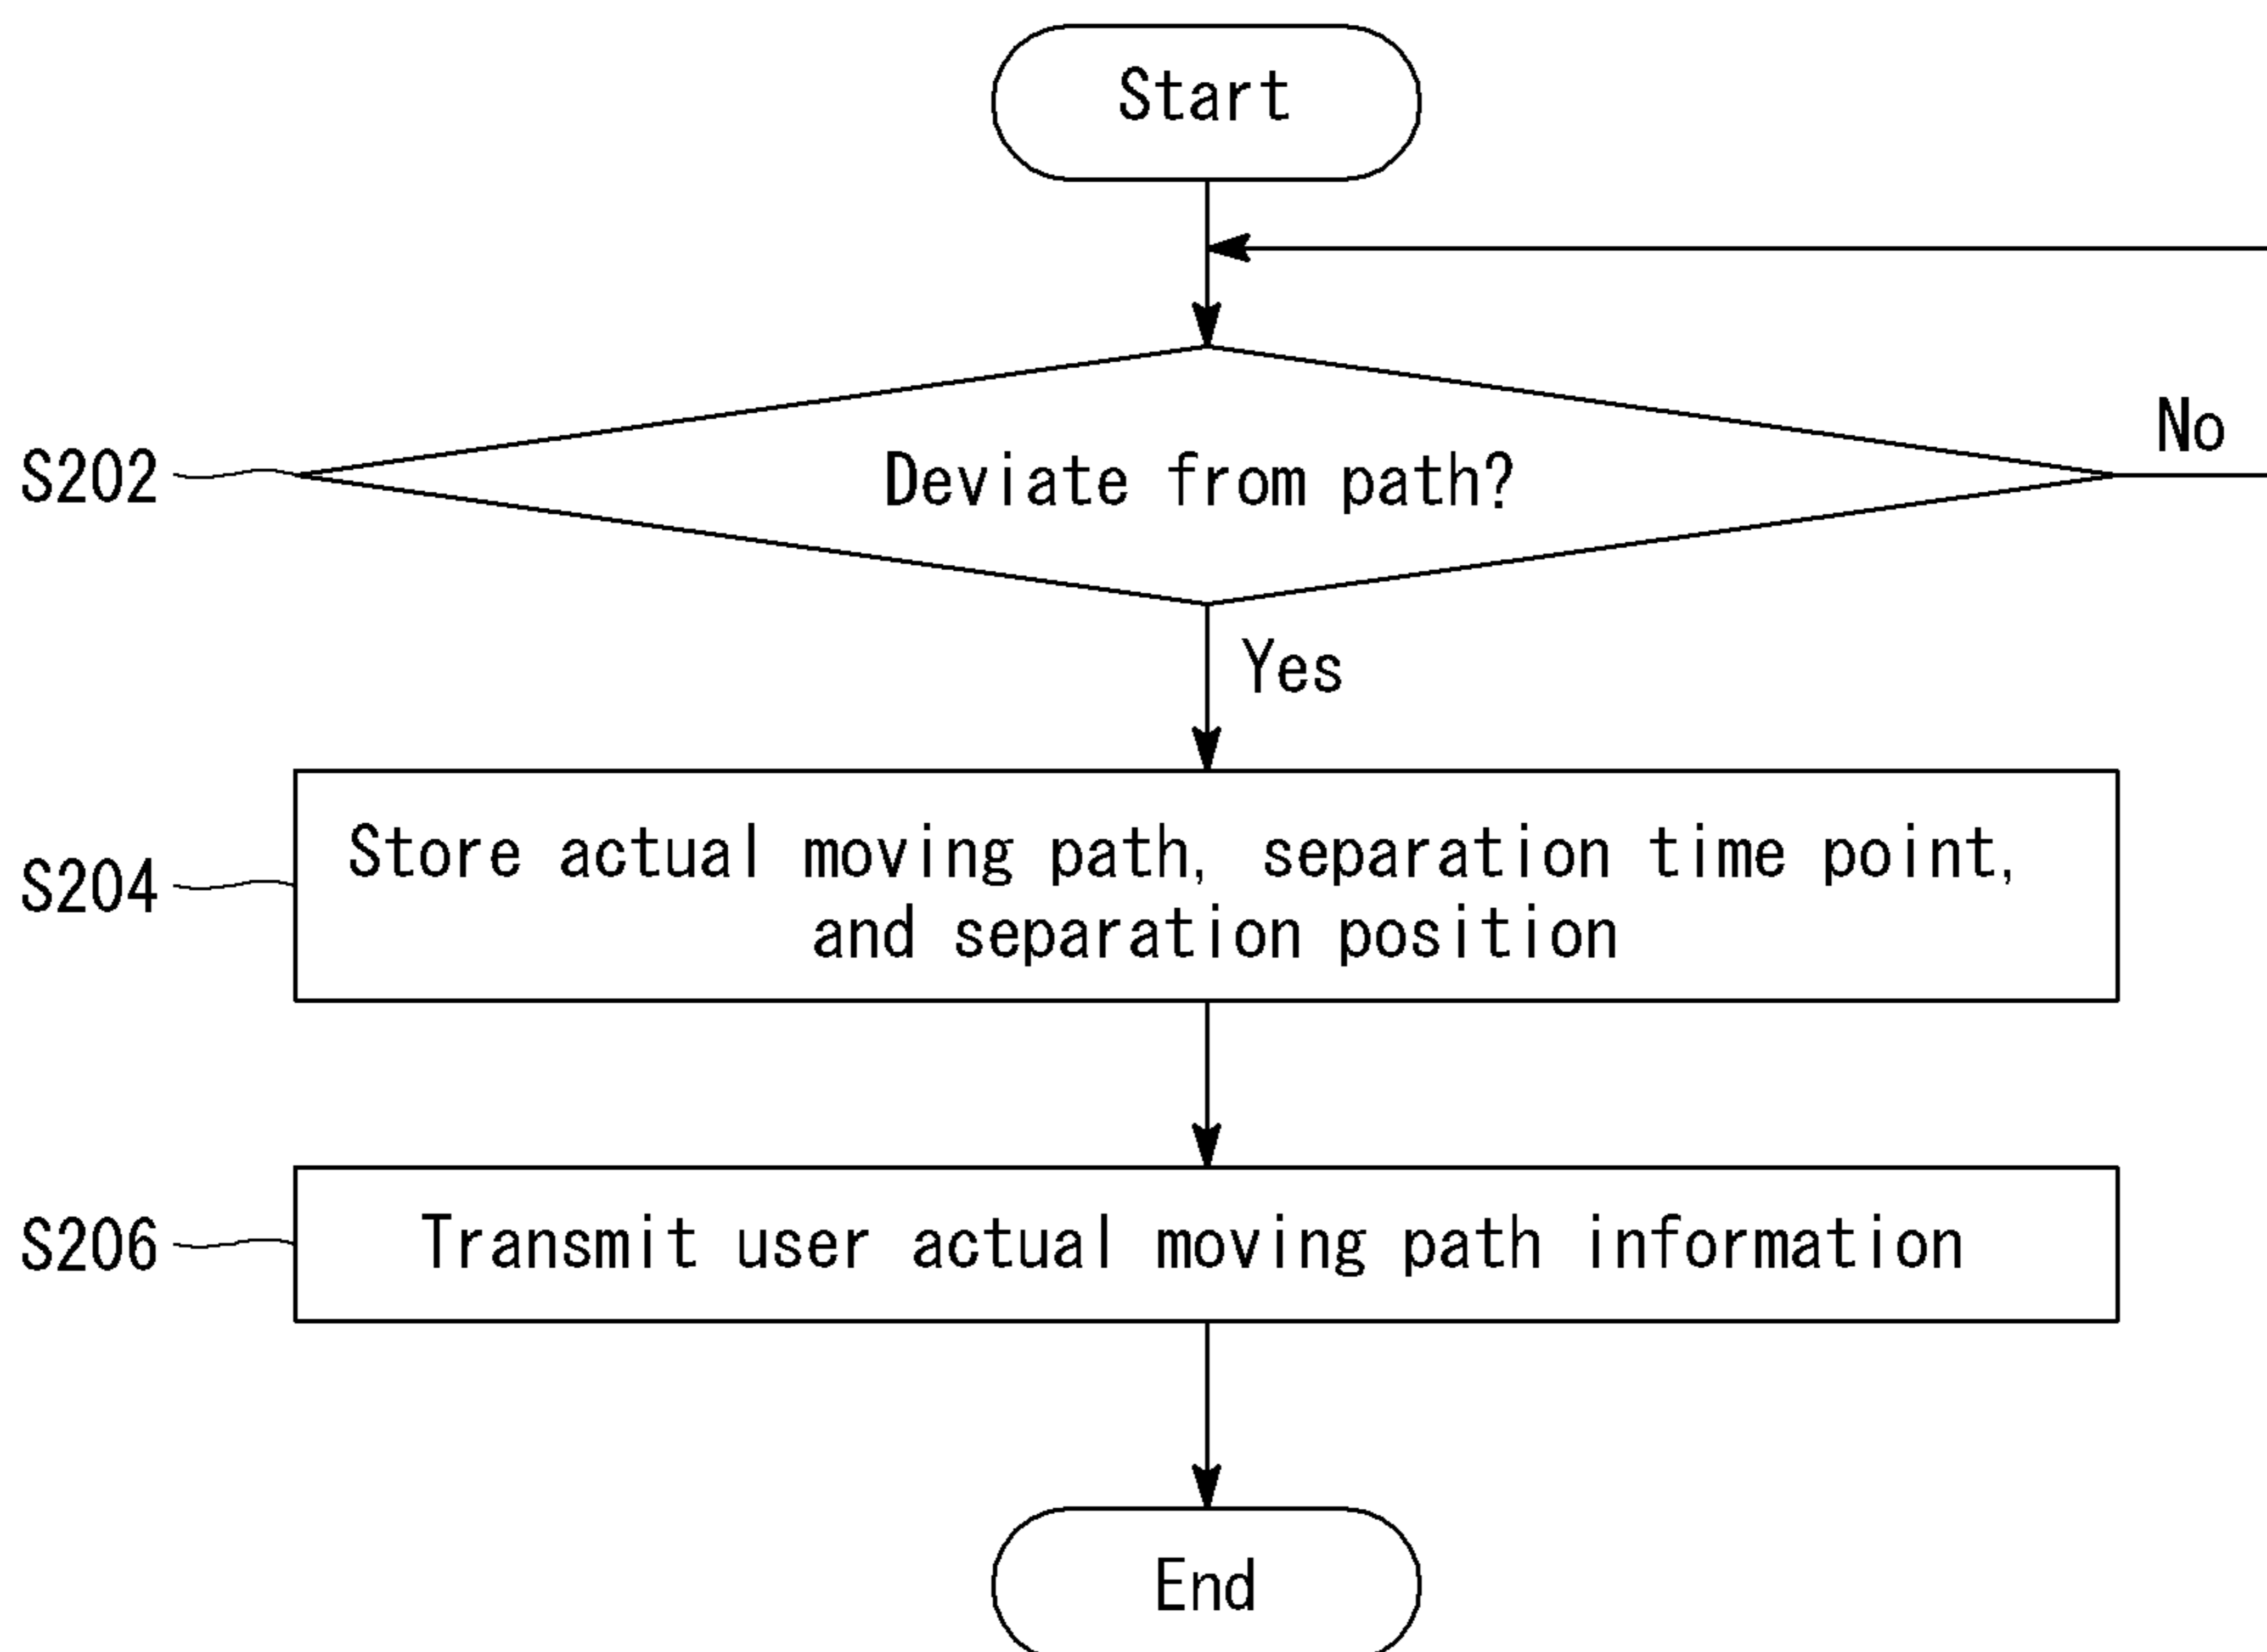 Start
No
S202
Deviate from path?
Yes
S204
Store actual moving path, separation time point,
and separation position
S206
Transmit user actual moving path information
End